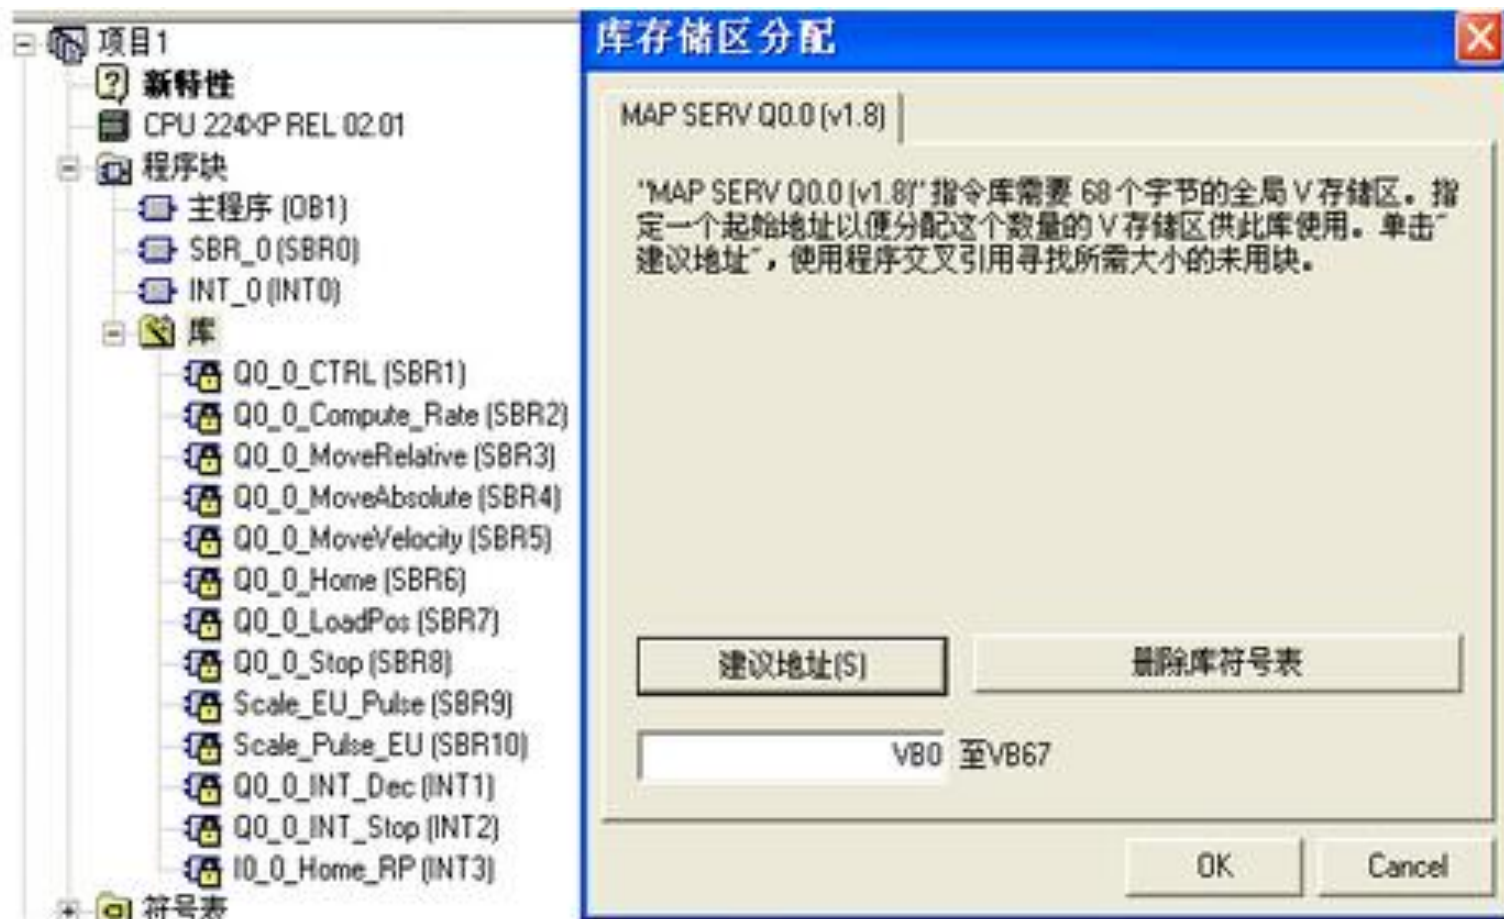 项目1
新特性
CPU 224XP REL 02.01
程序块
主程序 (OB1)
SBR_0 (SBR0)
INT_0 (INT0)
库
Q0_0_CTRL (SBR1)
Q0_0_Compute_Rate (SBR2)
Q0_0_MoveRelative (SBR3)
Q0_0_MoveAbsolute (SBR4)
Q0_0_MoveVelocity (SBR5)
Q0_0_Home (SBR6)
Q0_0_LoadPos (SBR7)
Q0_0_Stop (SBR8)
Scale_EU_Pulse (SBR9)
Scale_Pulse_EU (SBR10)
Q0_0_INT_Dec (INT1)
Q0_0_INT_Stop (INT2)
I0_0_Home_RP (INT3)
符号表
库存储区分配
MAP SERV Q0.0 (v1.8)
"MAP SERV Q0.0 (v1.8)" 指令库需要 68 个字节的全局 V 存储区。指
定一个起始地址以便分配这个数量的 V 存储区供此库使用。单击"
建议地址", 使用程序交叉引用寻找所需大小的未用块。
建议地址(S)
删除库符号表
VB0 至VB67
OK
Cancel